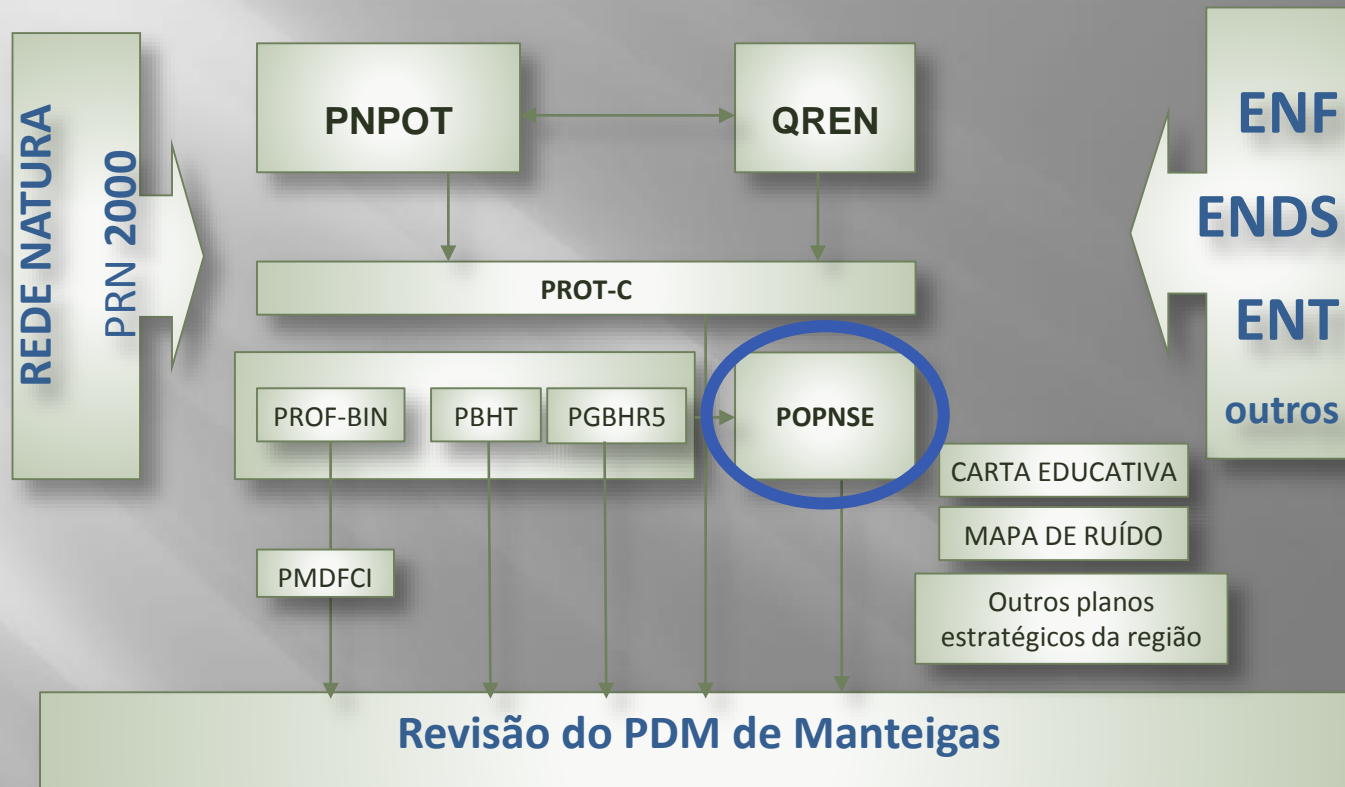 REDE NATURA
PRN 2000
PNPOT
QREN
ENF
ENDS
ENT
outros
PROT-C
PROF-BIN
PBHT
PGBHR5
POPNSE
CARTA EDUCATIVA
MAPA DE RUÍDO
PMDFCI
Outros planos
estratégicos da região
Revisão do PDM de Manteigas